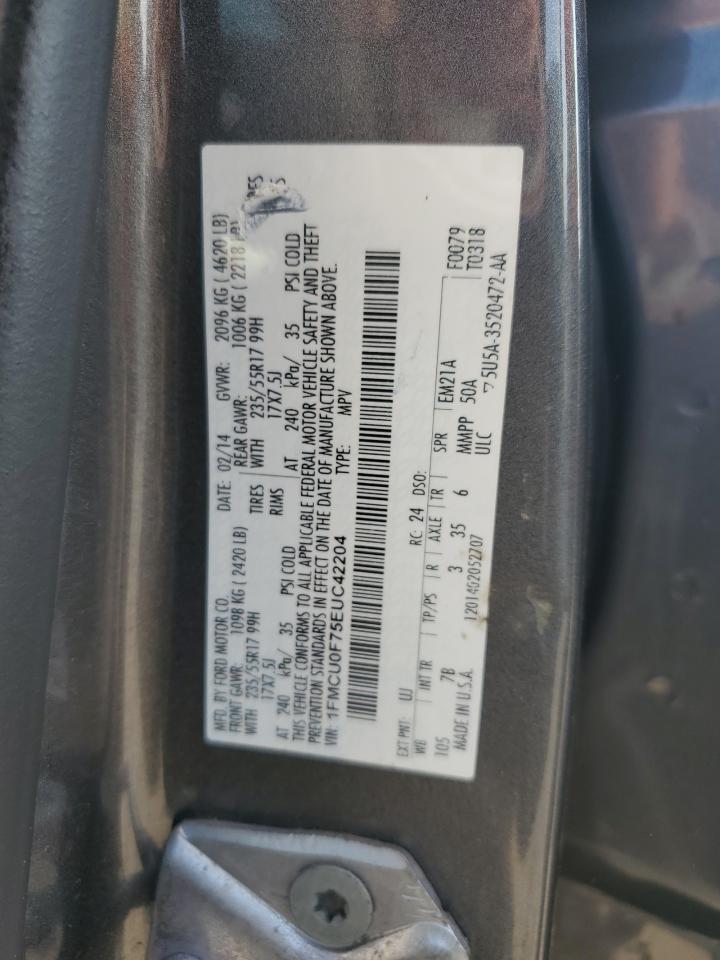 MFD. BY FORD MOTOR CO. DATE: 02/14 GVWR: 2096 KG ( 4620 LB)
FRONT GAWR: 1098 KG ( 2420 LB) REAR GAWR: 1006 KG ( 2218 LB)
WITH 235/55R17 99H TIRES WITH 235/55R17 99H
17X7.5J RIMS 17X7.5J
AT 240 kPa/ 35 PSI COLD AT 240 kPa/ 35 PSI COLD
THIS VEHICLE CONFORMS TO ALL APPLICABLE FEDERAL MOTOR VEHICLE SAFETY AND THEFT
PREVENTION STANDARDS IN EFFECT ON THE DATE OF MANUFACTURE SHOWN ABOVE.
VIN: 1FMCU0F75EUC42204 TYPE: MPV
EXT PNT: UJ RC: 24 DSO: F0079
WB INT TR TP/PS R AXLE TR SPR EM21A T0318
105 7B 3 35 6 MMPP 50A
MADE IN U.S.A. 1201402052707 ULC
5U5A-3520472-AA